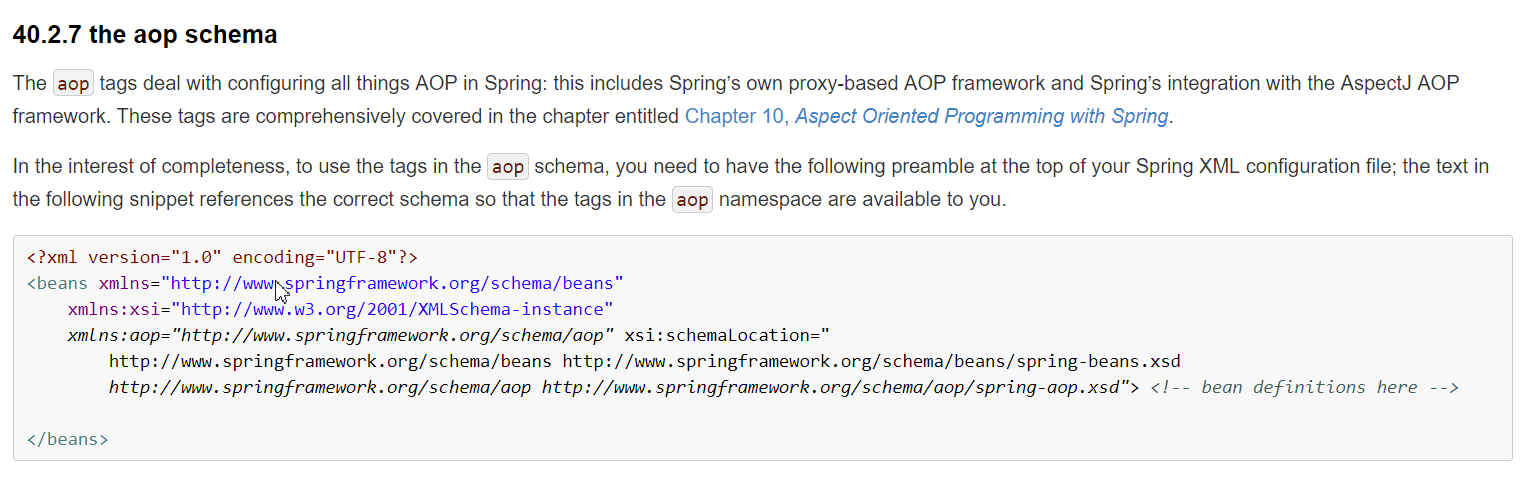 40.2.7 the aop schema
The aop tags deal with configuring all things AOP in Spring: this includes Spring’s own proxy-based AOP framework and Spring’s integration with the AspectJ AOP
framework. These tags are comprehensively covered in the chapter entitled Chapter 10, Aspect Oriented Programming with Spring.
In the interest of completeness, to use the tags in the aop schema, you need to have the following preamble at the top of your Spring XML configuration file; the text in
the following snippet references the correct schema so that the tags in the aop namespace are available to you.
<?xml version="1.0" encoding="UTF-8"?>
<beans xmlns="http://www.springframework.org/schema/beans"
xmlns:xsi="http://www.w3.org/2001/XMLSchema-instance"
xmlns:aop="http://www.springframework.org/schema/aop" xsi:schemaLocation="
http://www.springframework.org/schema/beans http://www.springframework.org/schema/beans/spring-beans.xsd
http://www.springframework.org/schema/aop http://www.springframework.org/schema/aop/spring-aop.xsd"> <!-- bean definitions here -->
</beans>